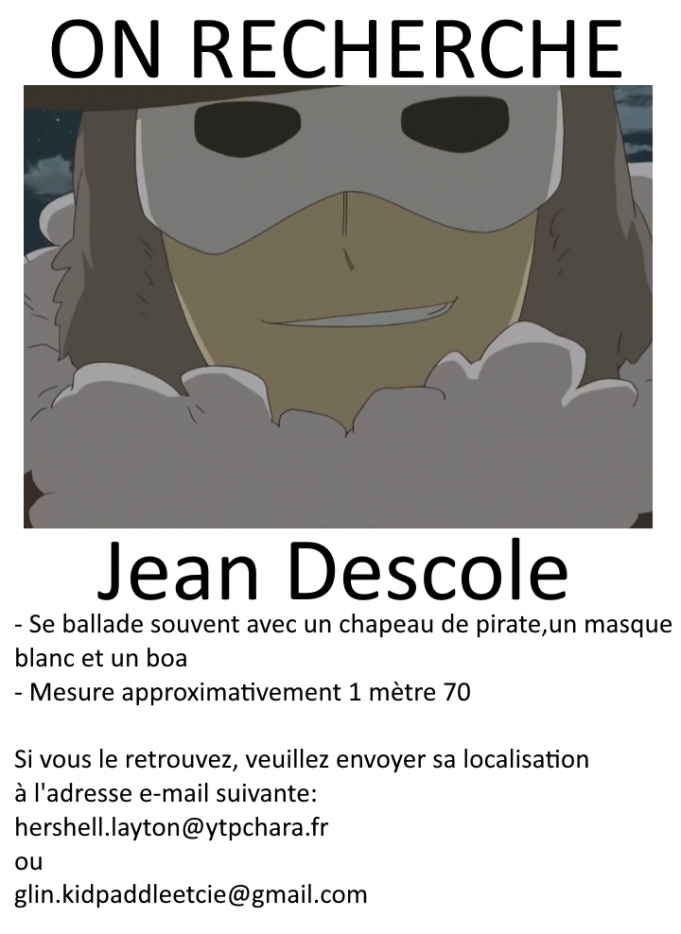 ON RECHERCHE
Jean Descole
- Se ballade souvent avec un chapeau de pirate,un masque
blanc et un boa
- Mesure approximativement 1 mètre 70
Si vous le retrouvez, veuillez envoyer sa localisation
à l'adresse e-mail suivante:
hershell.layton@ytpchara.fr
ou
glin.kidpaddleetcie@gmail.com